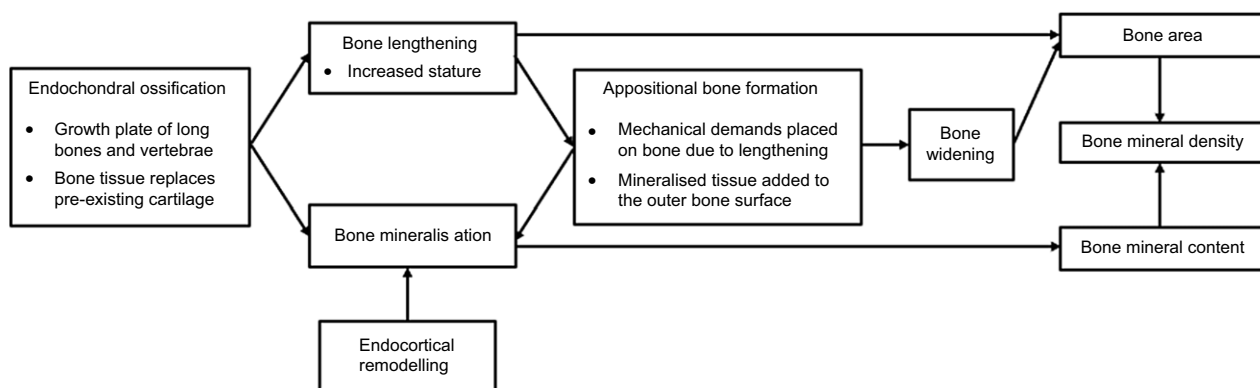 Endochondral ossification
• Growth plate of long
bones and vertebrae
• Bone tissue replaces
pre-existing cartilage
Bone lengthening
• Increased stature
Bone mineralis ation
Endocortical
remodelling
Appositional bone formation
• Mechanical demands placed
on bone due to lengthening
• Mineralised tissue added to
the outer bone surface
Bone
widening
Bone area
Bone mineral density
Bone mineral content